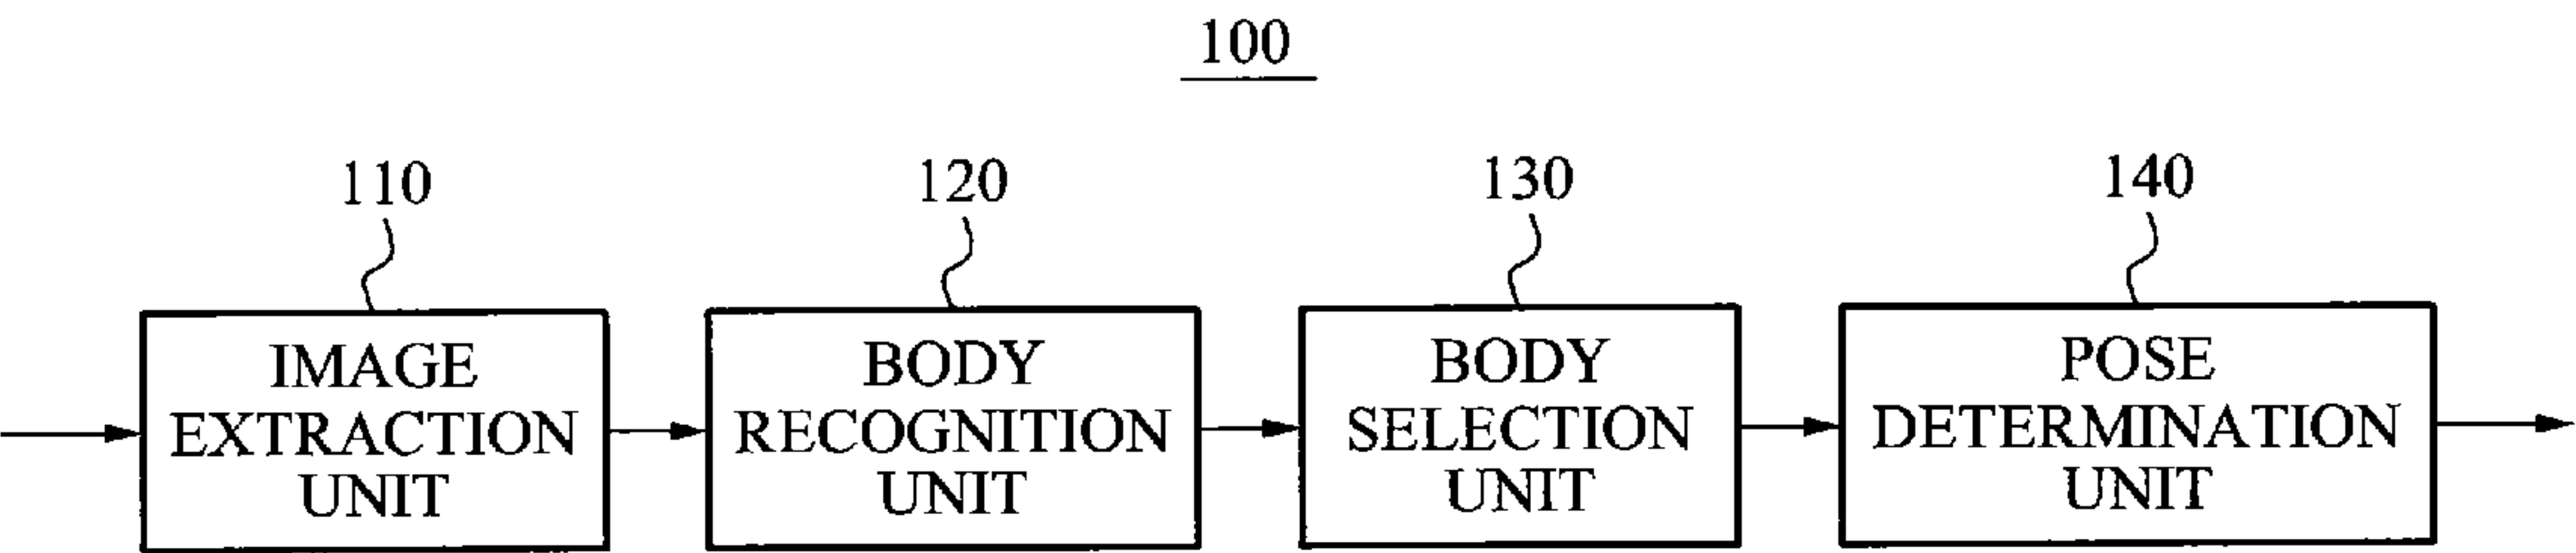 100
110
120
130
140
IMAGE
EXTRACTION
UNIT
BODY
RECOGNITION
UNIT
BODY
SELECTION
UNIT
POSE
DETERMINATION
UNIT